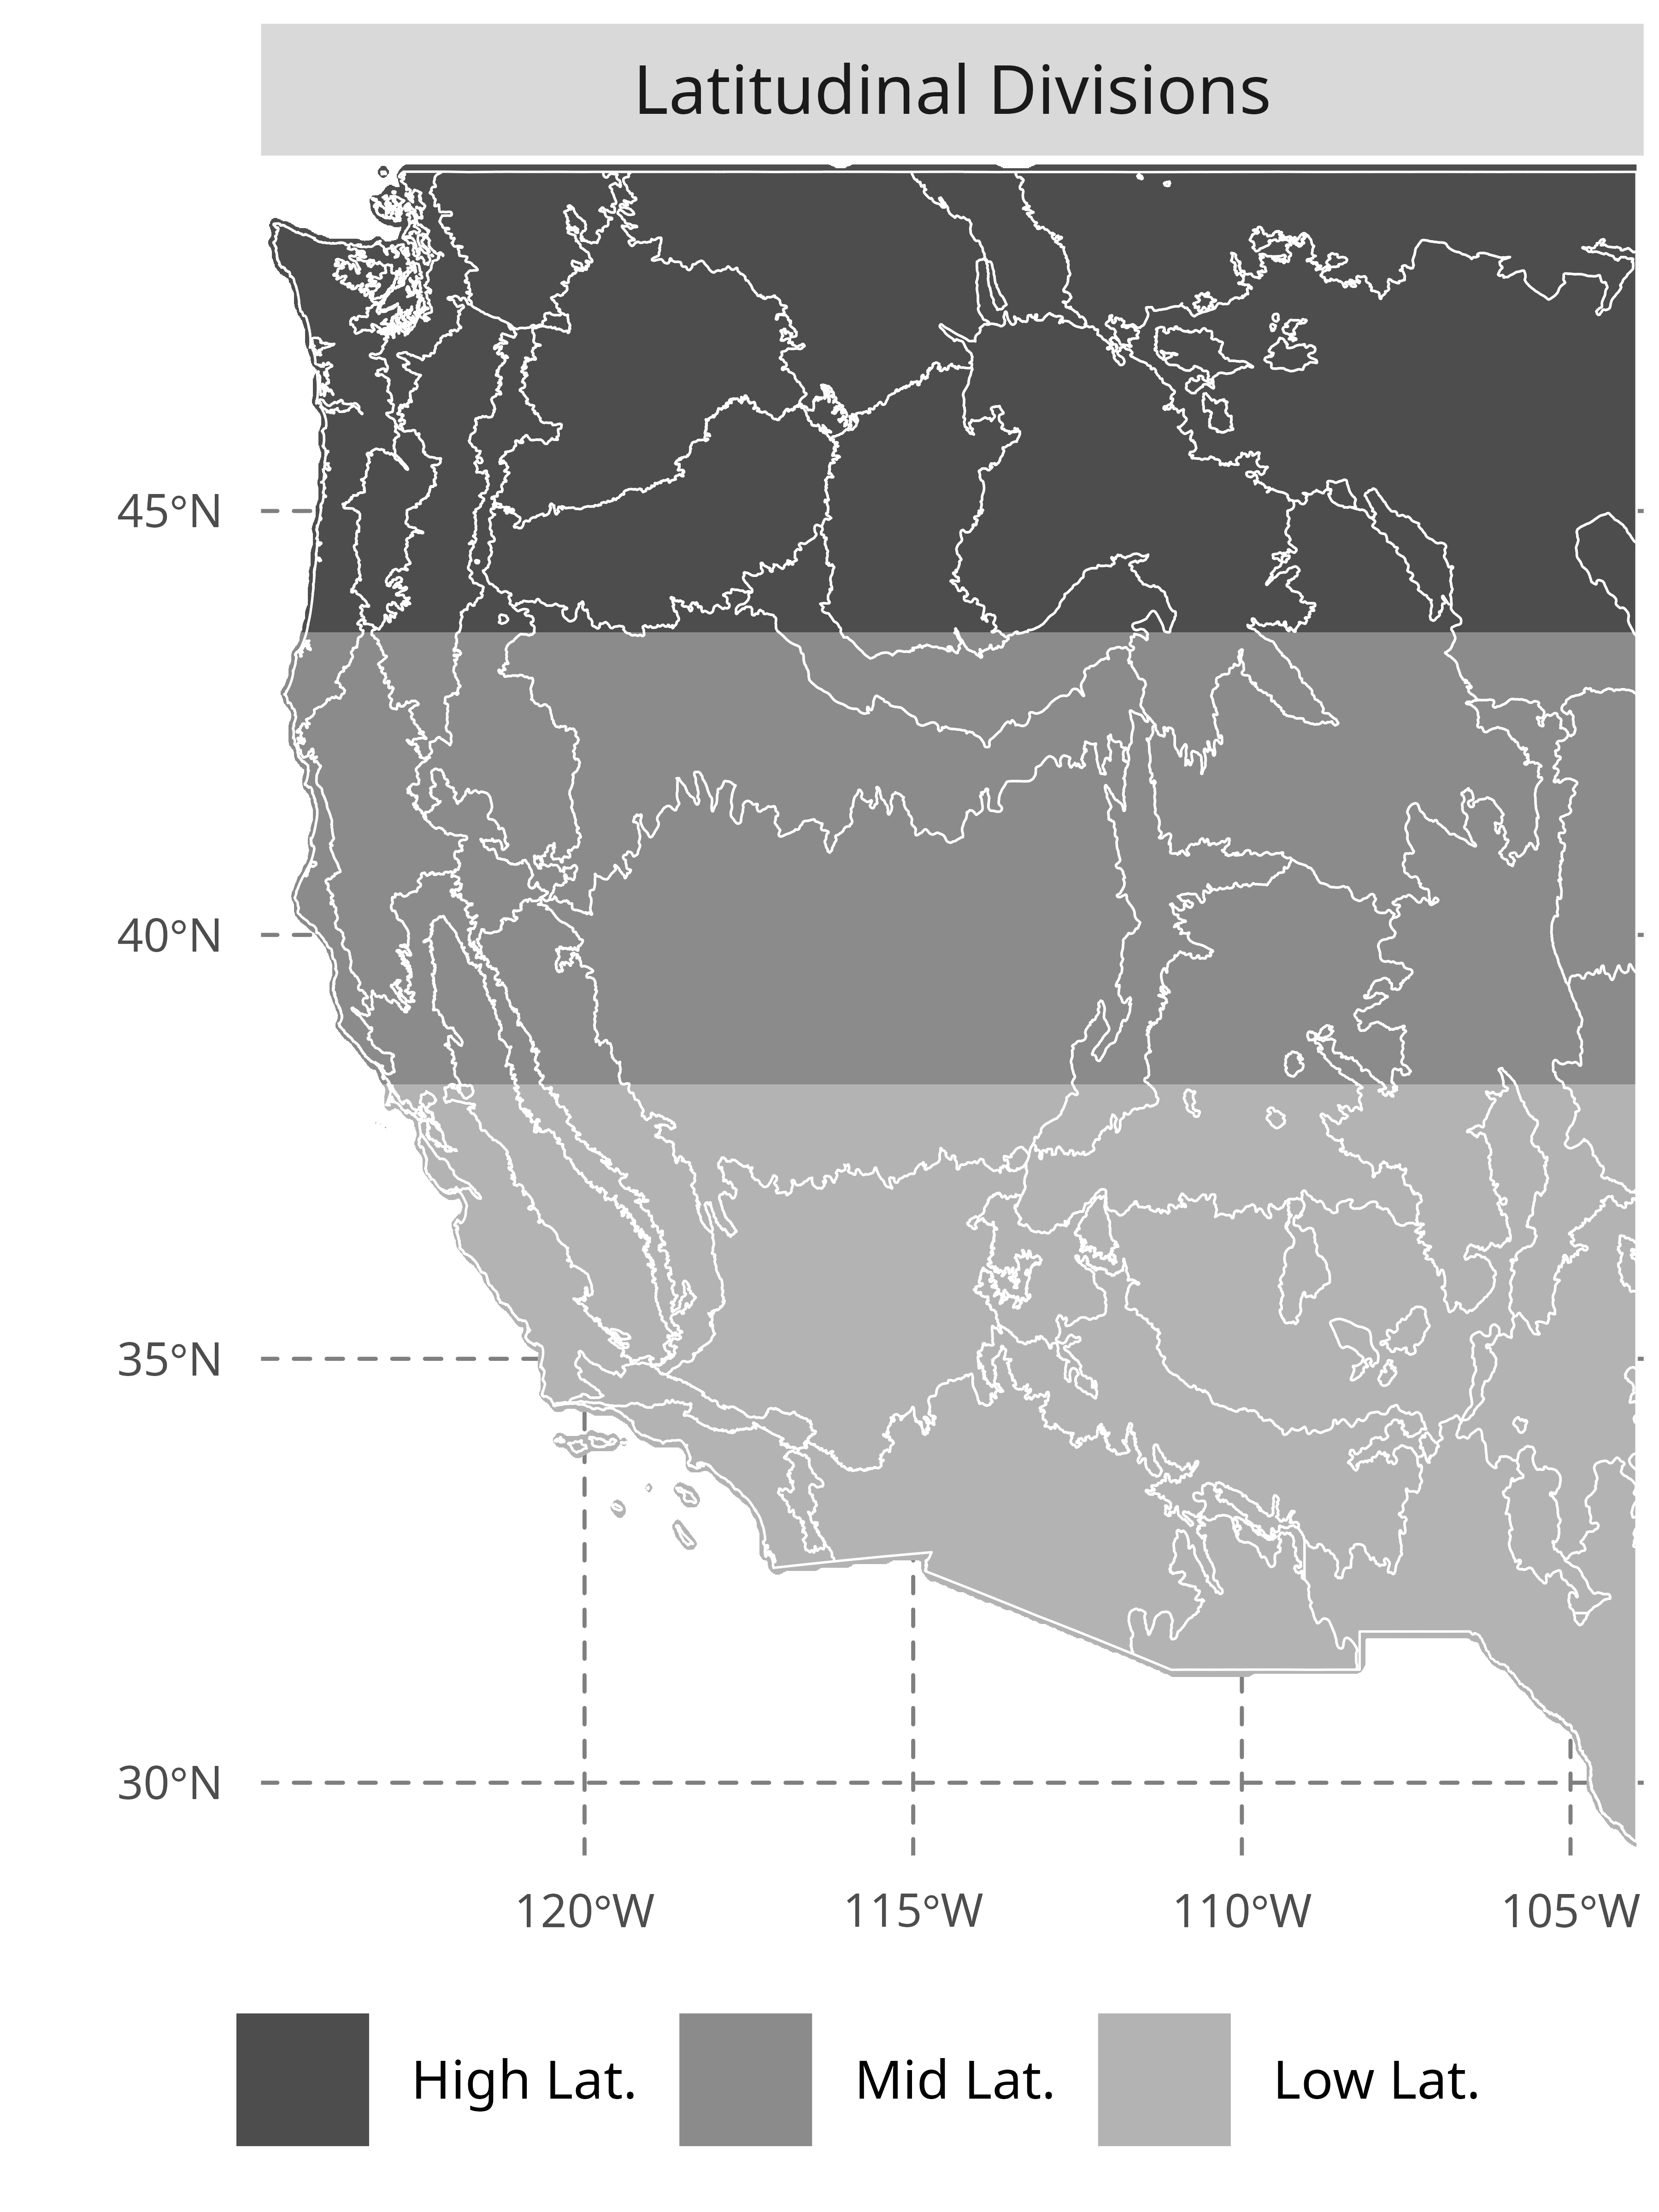 Latitudinal Divisions
45°N
40°N
35°N
30°N
120°W 115°W 110°W 105°W
High Lat. Mid Lat. Low Lat.